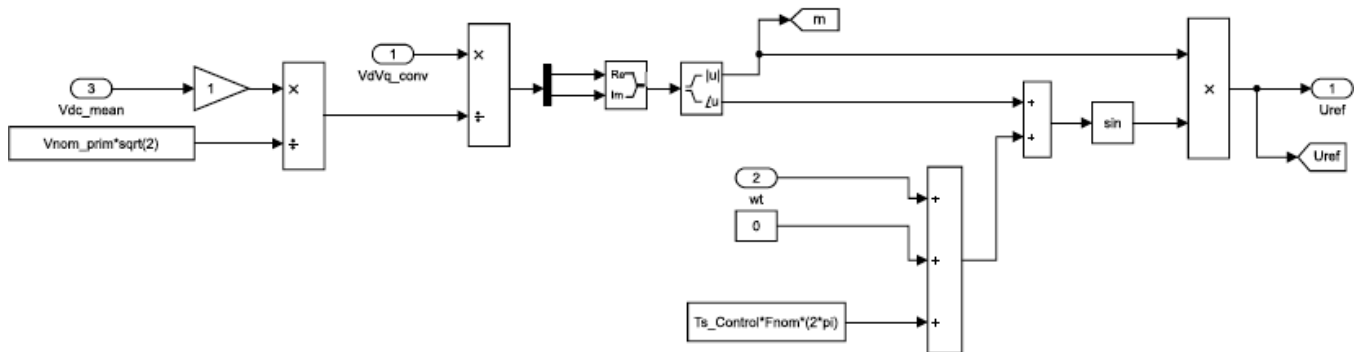 m
1
VdVq_conv
3
Vdc_mean
1
×
÷
Vnom_prim*sqrt(2)
×
÷
Re
Im
|u|
∠u
+
+
sin
×
1
Uref
Uref
2
wt
0
Ts_Control*Fnom*(2*pi)
+
+
+